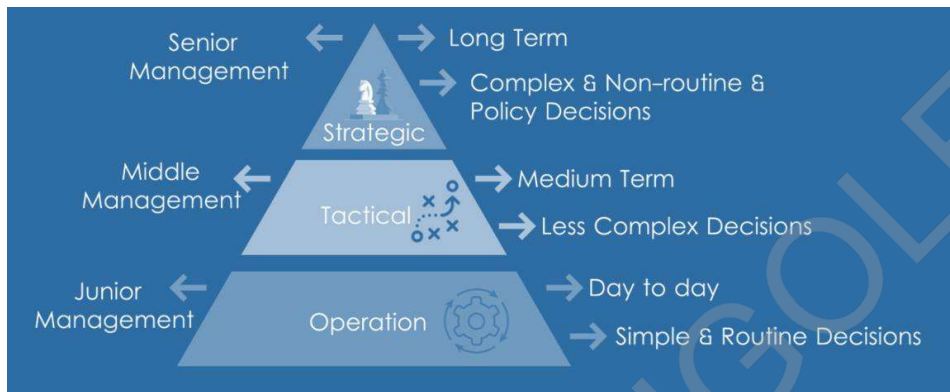 Senior
Management
Long Term
Complex & Non-routine &
Policy Decisions
Strategic
Middle
Management
Medium Term
Tactical
Less Complex Decisions
Junior
Management
Day to day
Operation
Simple & Routine Decisions